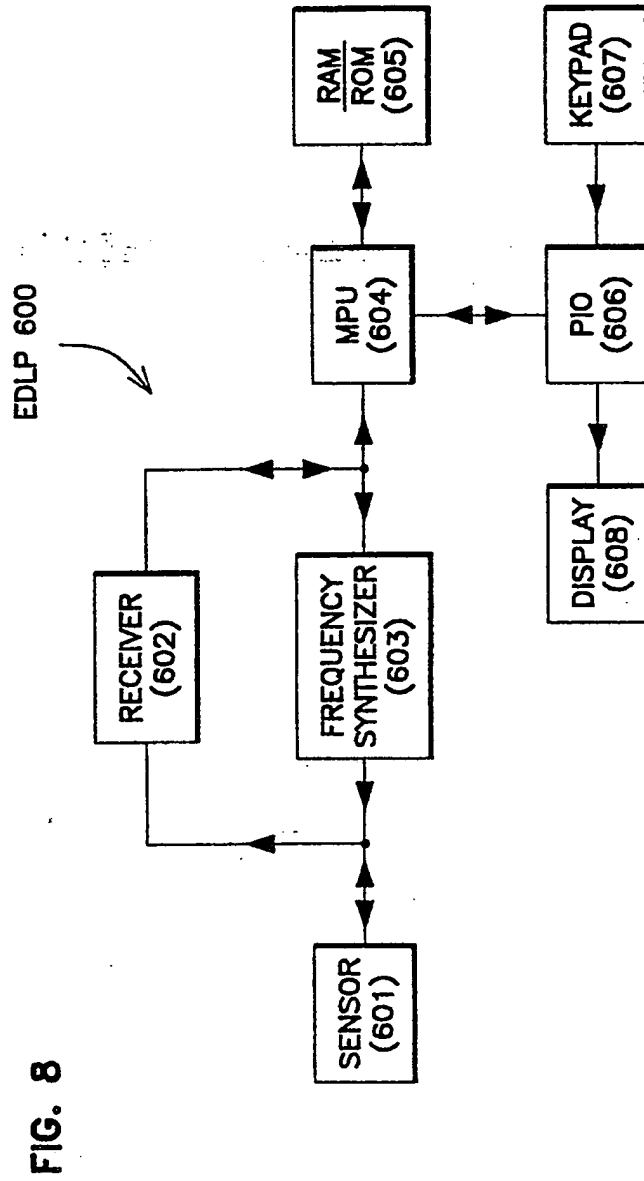 FIG. 8
EDLP 600
RECEIVER
(602)
SENSOR
(601)
FREQUENCY
SYNTHESIZER
(603)
MPU
(604)
RAM
ROM
(605)
DISPLAY
(608)
PIO
(606)
KEYPAD
(607)